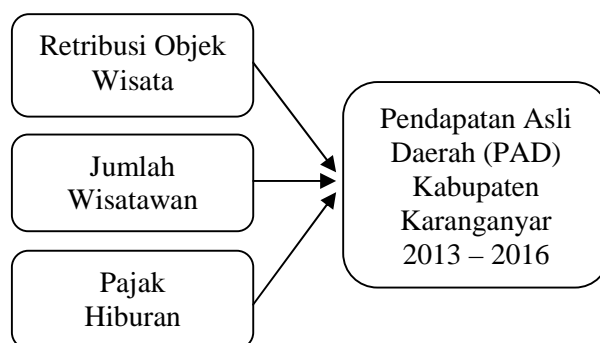 Retribusi Objek
Wisata
Jumlah
Wisatawan
Pajak
Hiburan
Pendapatan Asli
Daerah (PAD)
Kabupaten
Karanganyar
2013 – 2016